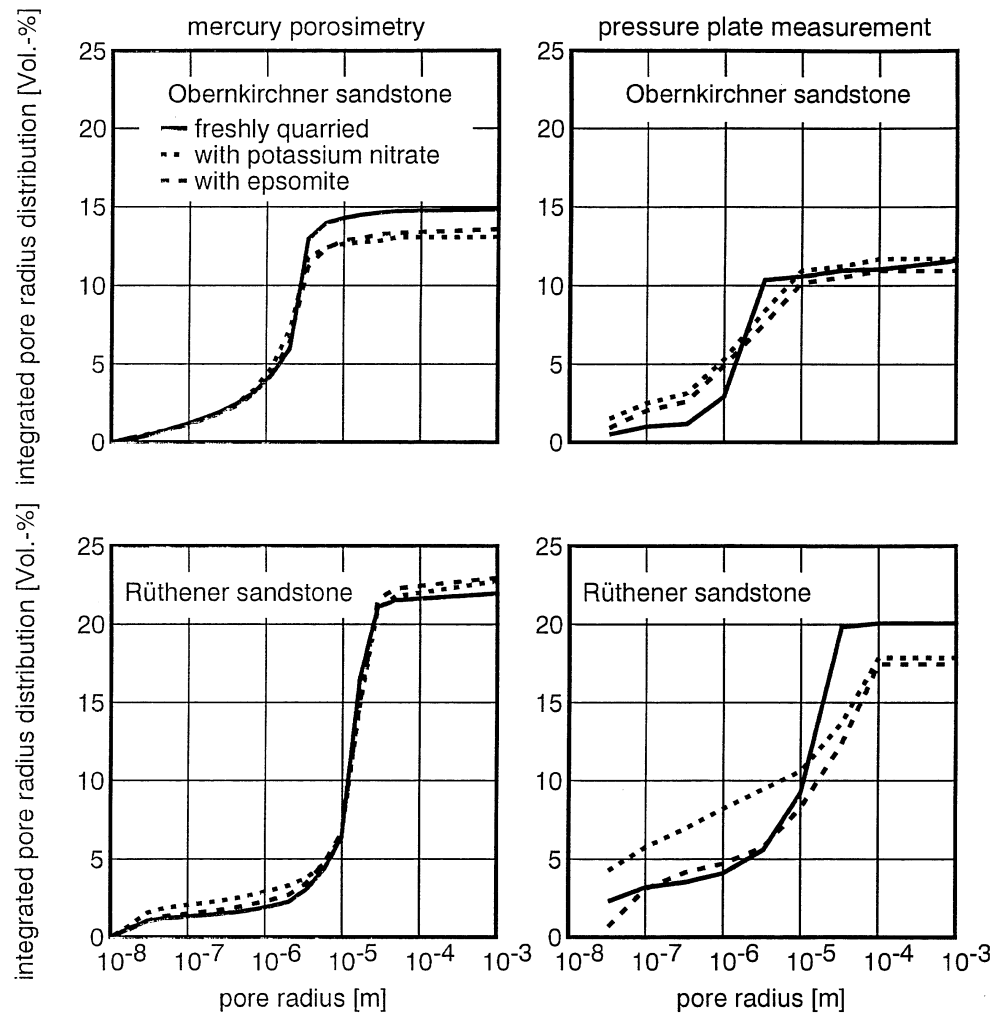 mercury porosimetry
pressure plate measurement
integrated pore radius distribution [Vol.-%]
25
20
15
10
5
0
Obernkirchner sandstone
freshly quarried
with potassium nitrate
with epsomite
25
20
15
10
5
0
Obernkirchner sandstone
integrated pore radius distribution [Vol.-%]
25
20
15
10
5
0
Rüthener sandstone
10-8 10-7 10-6 10-5 10-4 10-3
pore radius [m]
25
20
15
10
5
0
Rüthener sandstone
10-8 10-7 10-6 10-5 10-4 10-3
pore radius [m]